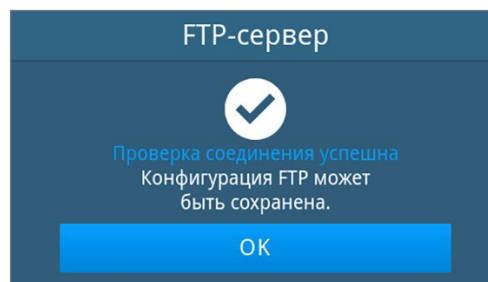 FTP-сервер
Проверка соединения успешна
Конфигурация FTP может
быть сохранена.
OK